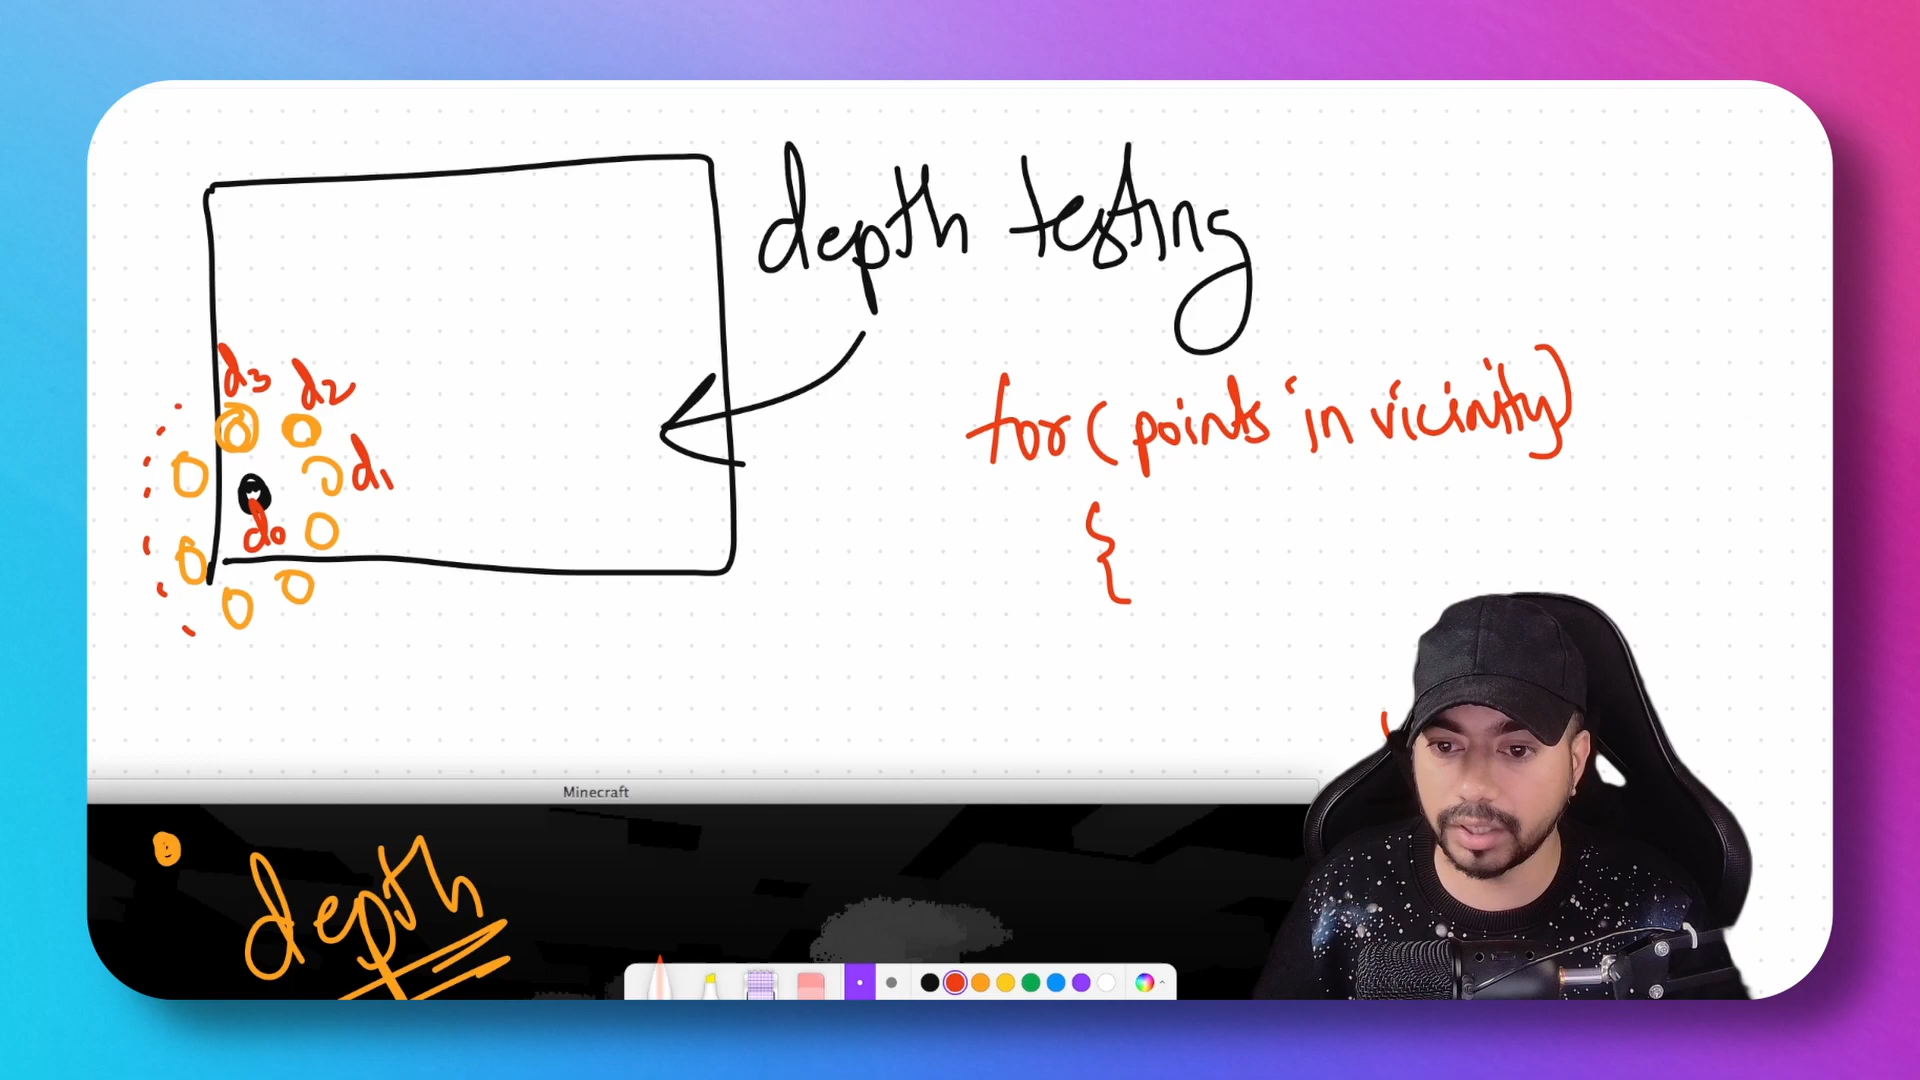 depth testing
d3 d2
d1
d0
for( points in vicinity)
{
Minecraft
depth